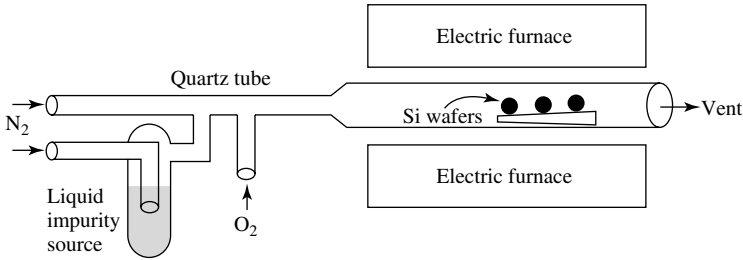 Electric furnace
Quartz tube
N2
Si wafers
Vent
Electric furnace
Liquid
impurity
source
O2